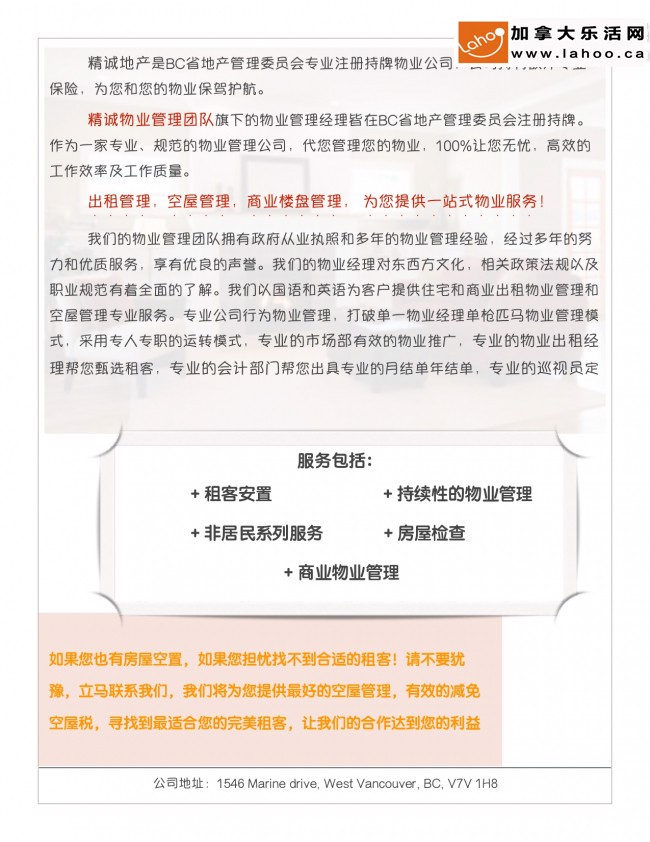 Lahoo
加拿大乐活网
www.lahoo.ca
精诚地产是BC省地产管理委员会专业注册持牌物业公司
保险，为您和您的物业保驾护航。
精诚物业管理团队旗下的物业管理经理皆在BC省地产管理委员会注册持牌。
作为一家专业、规范的物业管理公司，代您管理您的物业，100%让您无忧，高效的
工作效率及工作质量。
出租管理，空屋管理，商业楼盘管理， 为您提供一站式物业服务！
我们的物业管理团队拥有政府从业执照和多年的物业管理经验，经过多年的努
力和优质服务，享有优良的声誉。我们的物业经理对东西方文化，相关政策法规以及
职业规范有着全面的了解。我们以国语和英语为客户提供住宅和商业出租物业管理和
空屋管理专业服务。专业公司行为物业管理，打破单一物业经理单枪匹马物业管理模
式，采用专人专职的运转模式，专业的市场部有效的物业推广，专业的物业出租经
理帮您甄选租客，专业的会计部门帮您出具专业的月结单年结单，专业的巡视员定
服务包括：
+ 租客安置 + 持续性的物业管理
+ 非居民系列服务 + 房屋检查
+ 商业物业管理
如果您也有房屋空置，如果您担忧找不到合适的租客！请不要犹
豫，立马联系我们，我们将为您提供最好的空屋管理，有效的减免
空屋税，寻找到最适合您的完美租客，让我们的合作达到您的利益
公司地址：1546 Marine drive, West Vancouver, BC, V7V 1H8